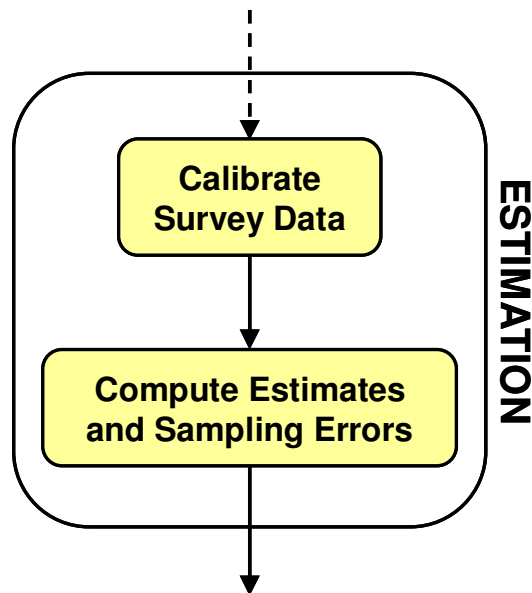 Calibrate
Survey Data
Compute Estimates
and Sampling Errors
ESTIMATION